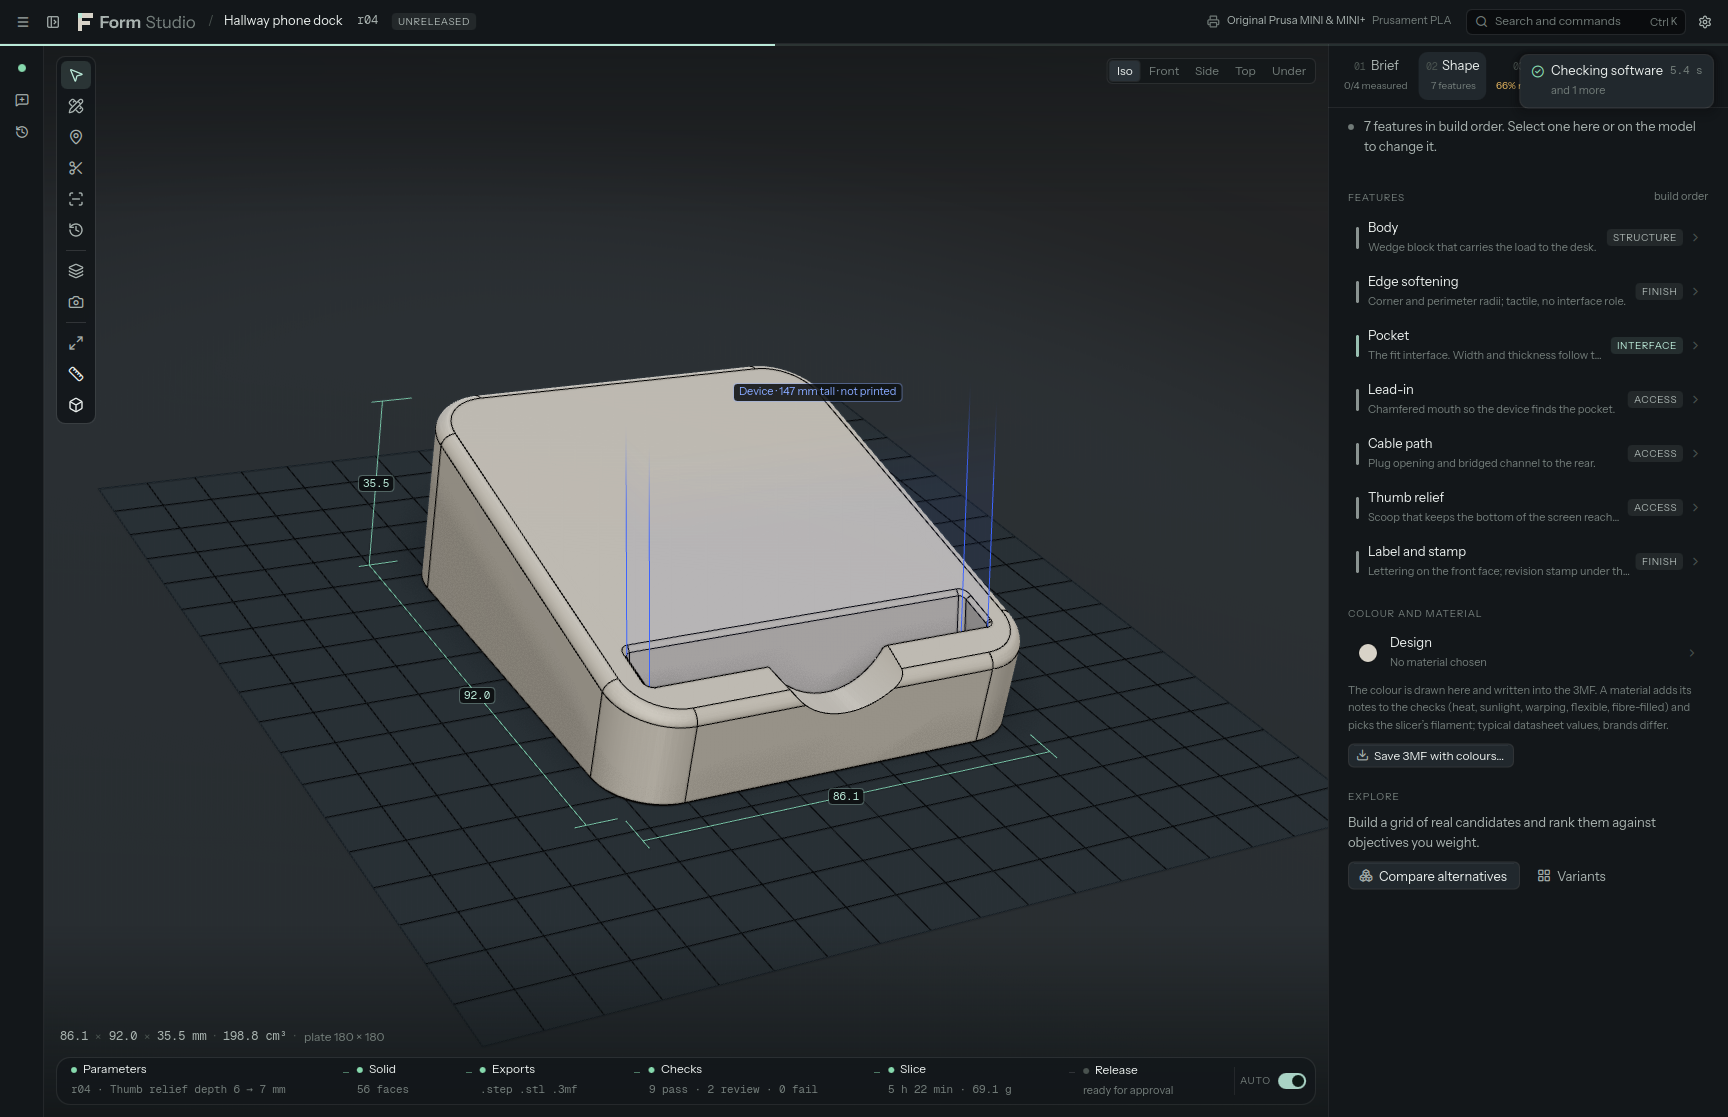 Form Studio / Hallway phone dock r04 UNRELEASED
Original Prusa MINI & MINI+ Prusament PLA
Search and commands Ctrl K
Iso Front Side Top Under
01 Brief
0/4 measured
02 Shape
7 features
66%
Checking software 5.4 s
and 1 more
7 features in build order. Select one here or on the model
to change it.
FEATURES build order
Body
Wedge block that carries the load to the desk.
STRUCTURE
Edge softening
Corner and perimeter radii; tactile, no interface role.
FINISH
Pocket
The fit interface. Width and thickness follow t…
INTERFACE
Lead-in
Chamfered mouth so the device finds the pocket.
ACCESS
Cable path
Plug opening and bridged channel to the rear.
ACCESS
Thumb relief
Scoop that keeps the bottom of the screen reach…
ACCESS
Label and stamp
Lettering on the front face; revision stamp under th…
FINISH
COLOUR AND MATERIAL
Design
No material chosen
The colour is drawn here and written into the 3MF. A material adds its
notes to the checks (heat, sunlight, warping, flexible, fibre-filled) and
picks the slicer's filament; typical datasheet values, brands differ.
Save 3MF with colours…
EXPLORE
Build a grid of real candidates and rank them against
objectives you weight.
Compare alternatives
Variants
Device · 147 mm tall · not printed
35.5
92.0
86.1
86.1 × 92.0 × 35.5 mm · 198.8 cm³ · plate 180 × 180
Parameters
r04 · Thumb relief depth 6 → 7 mm
Solid
56 faces
Exports
.step .stl .3mf
Checks
9 pass · 2 review · 0 fail
Slice
5 h 22 min · 69.1 g
Release
ready for approval
AUTO